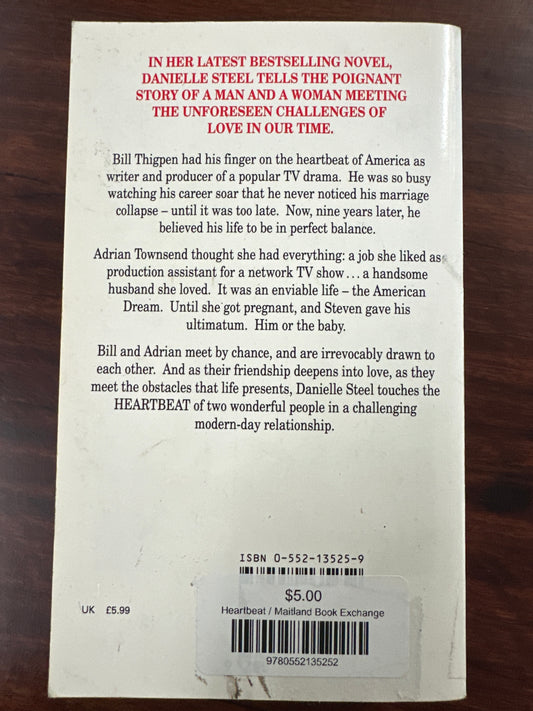 IN HER LATEST BESTSELLING NOVEL,
DANIELLE STEEL TELLS THE POIGNANT
STORY OF A MAN AND A WOMAN MEETING
THE UNFORESEEN CHALLENGES OF
LOVE IN OUR TIME.
Bill Thigpen had his finger on the heartbeat of America as
writer and producer of a popular TV drama. He was so busy
watching his career soar that he never noticed his marriage
collapse – until it was too late. Now, nine years later, he
believed his life to be in perfect balance.
Adrian Townsend thought she had everything: a job she liked as
production assistant for a network TV show... a handsome
husband she loved. It was an enviable life – the American
Dream. Until she got pregnant, and Steven gave his
ultimatum. Him or the baby.
Bill and Adrian meet by chance, and are irrevocably drawn to
each other. And as their friendship deepens into love, as they
meet the obstacles that life presents, Danielle Steel touches the
HEARTBEAT of two wonderful people in a challenging
modern-day relationship.
ISBN 0-552-13525-9
UK £5.99
$5.00
Heartbeat / Maitland Book Exchange
9780552135252